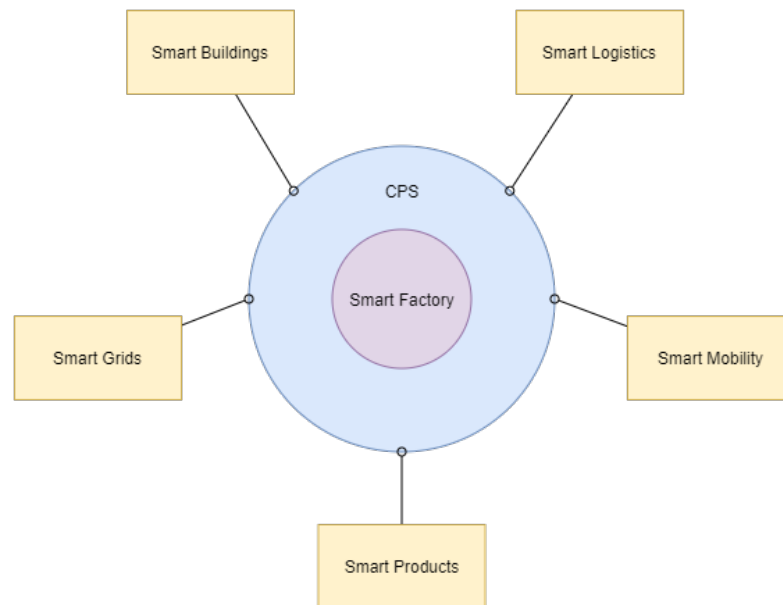 Smart Buildings
Smart Logistics
CPS
Smart Factory
Smart Grids
Smart Mobility
Smart Products